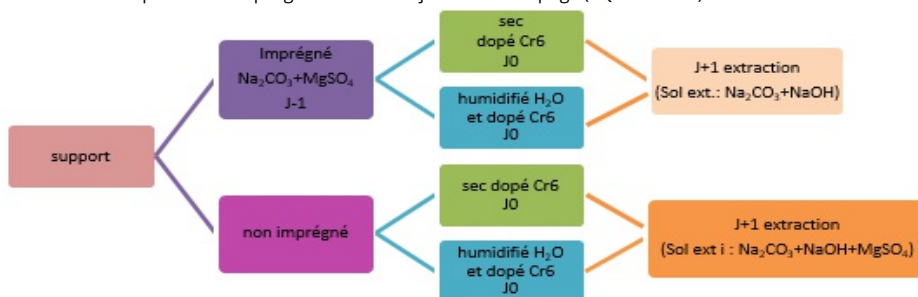 support
Imprégné
Na₂CO₃+MgSO₄
J-1
non imprégné
sec
dopé Cr6
J0
humidifié H₂O
et dopé Cr6
J0
sec dopé Cr6
J0
humidifié H₂O
et dopé Cr6
J0
J+1 extraction
(Sol ext.: Na₂CO₃+NaOH)
J+1 extraction
(Sol ext i : Na₂CO₃+NaOH+MgSO₄)